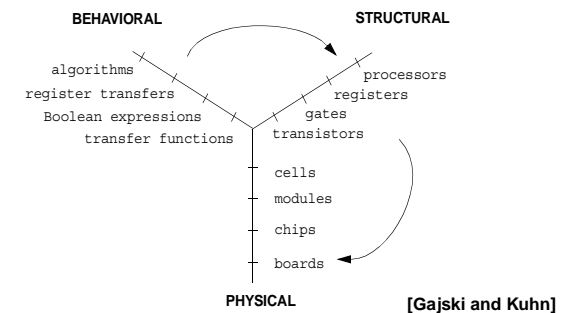 BEHAVIORAL
STRUCTURAL
algorithms
register transfers
Boolean expressions
transfer functions
processors
registers
gates
transistors
cells
modules
chips
boards
PHYSICAL
[Gajski and Kuhn]